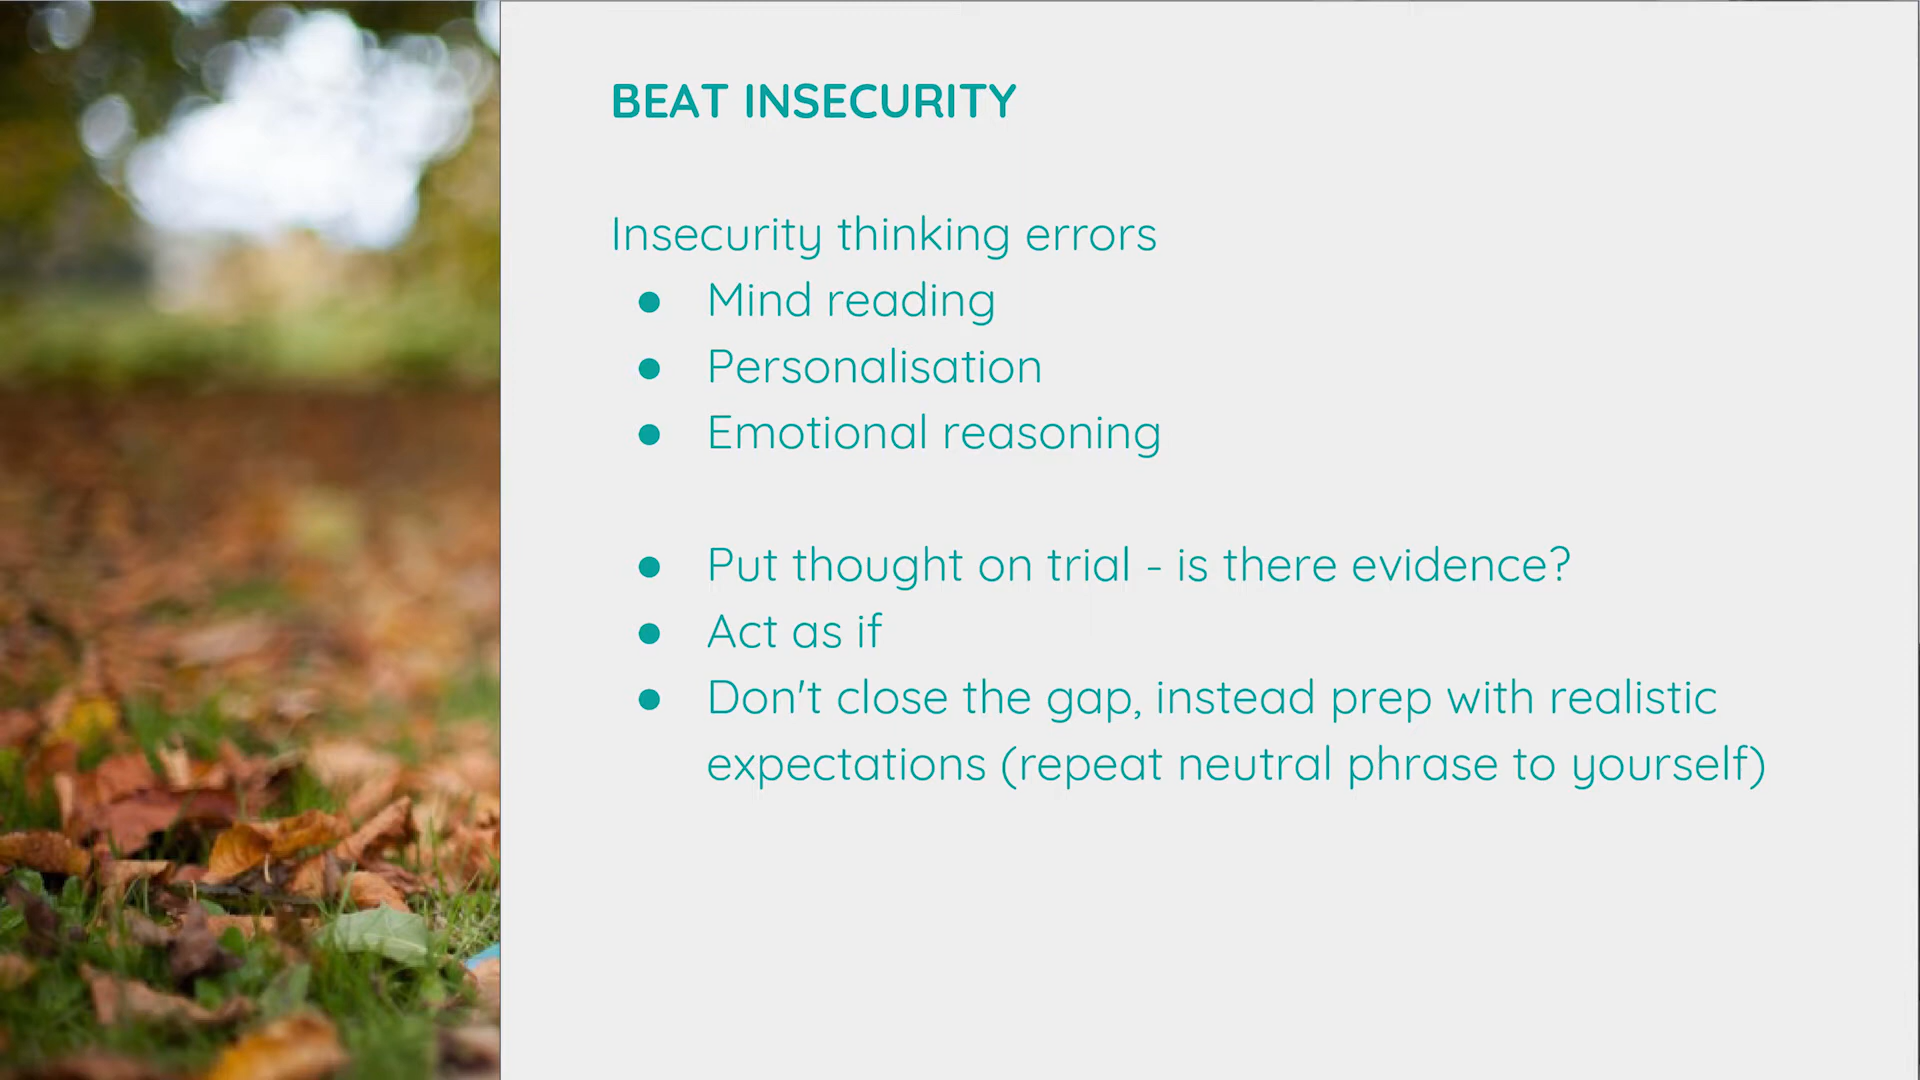 BEAT INSECURITY
Insecurity thinking errors
● Mind reading
● Personalisation
● Emotional reasoning
● Put thought on trial - is there evidence?
● Act as if
● Don't close the gap, instead prep with realistic
expectations (repeat neutral phrase to yourself)